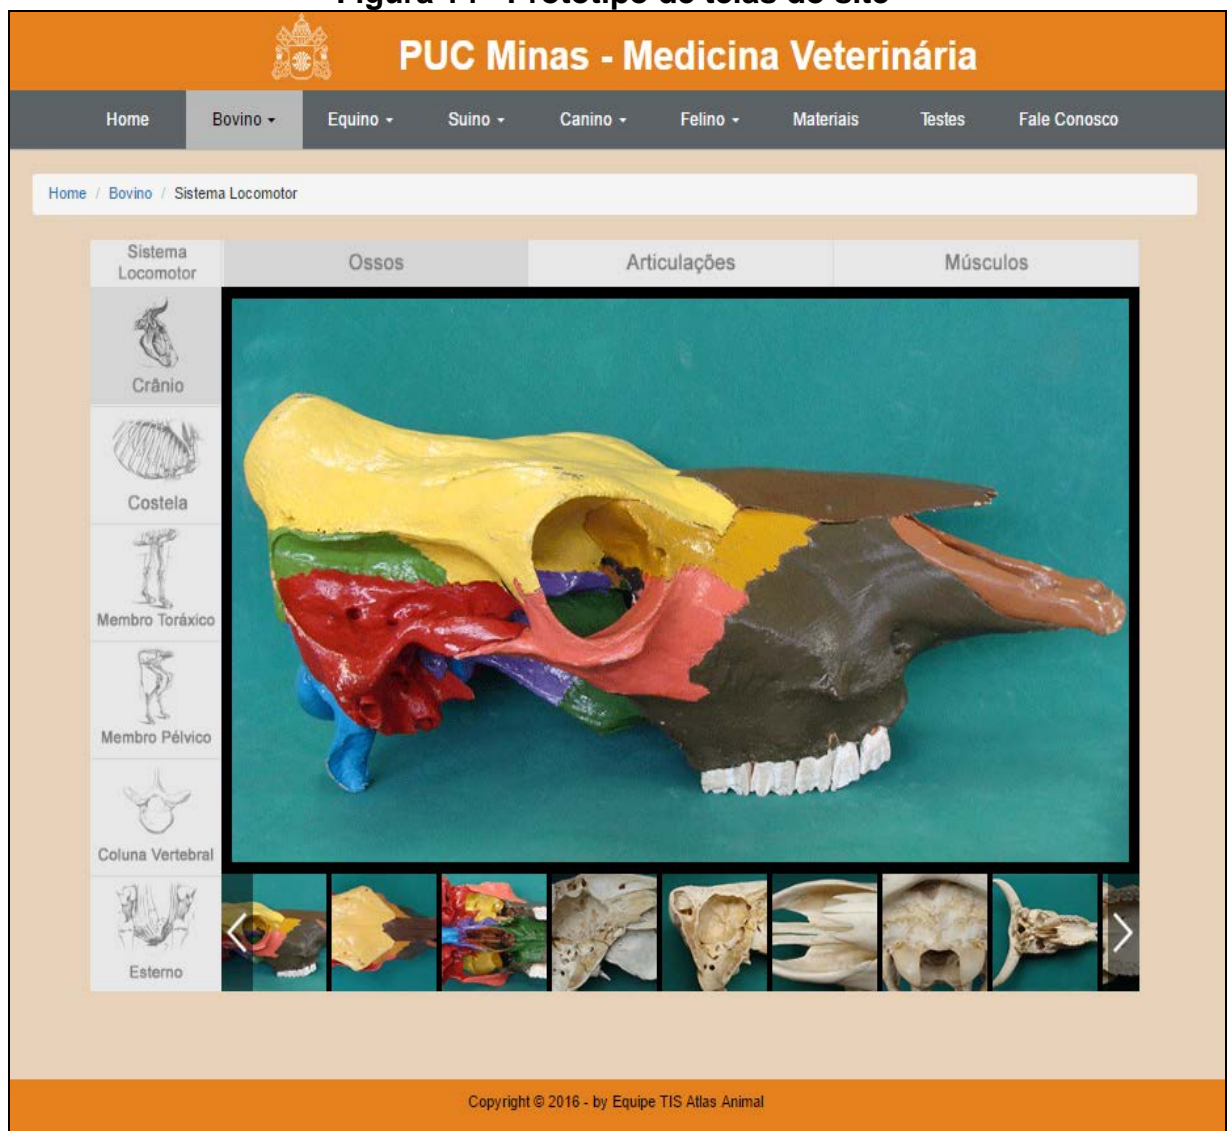 PUC Minas - Medicina Veterinária
Home Bovino Equino Suino Canino Felino Materiais Testes Fale Conosco
Home / Bovino / Sistema Locomotor
Sistema
Locomotor
Ossos Articulações Músculos
Crânio
Costela
Membro Toráxico
Membro Pélvico
Coluna Vertebral
Esterno
Copyright © 2016 - by Equipe TIS Atlas Animal